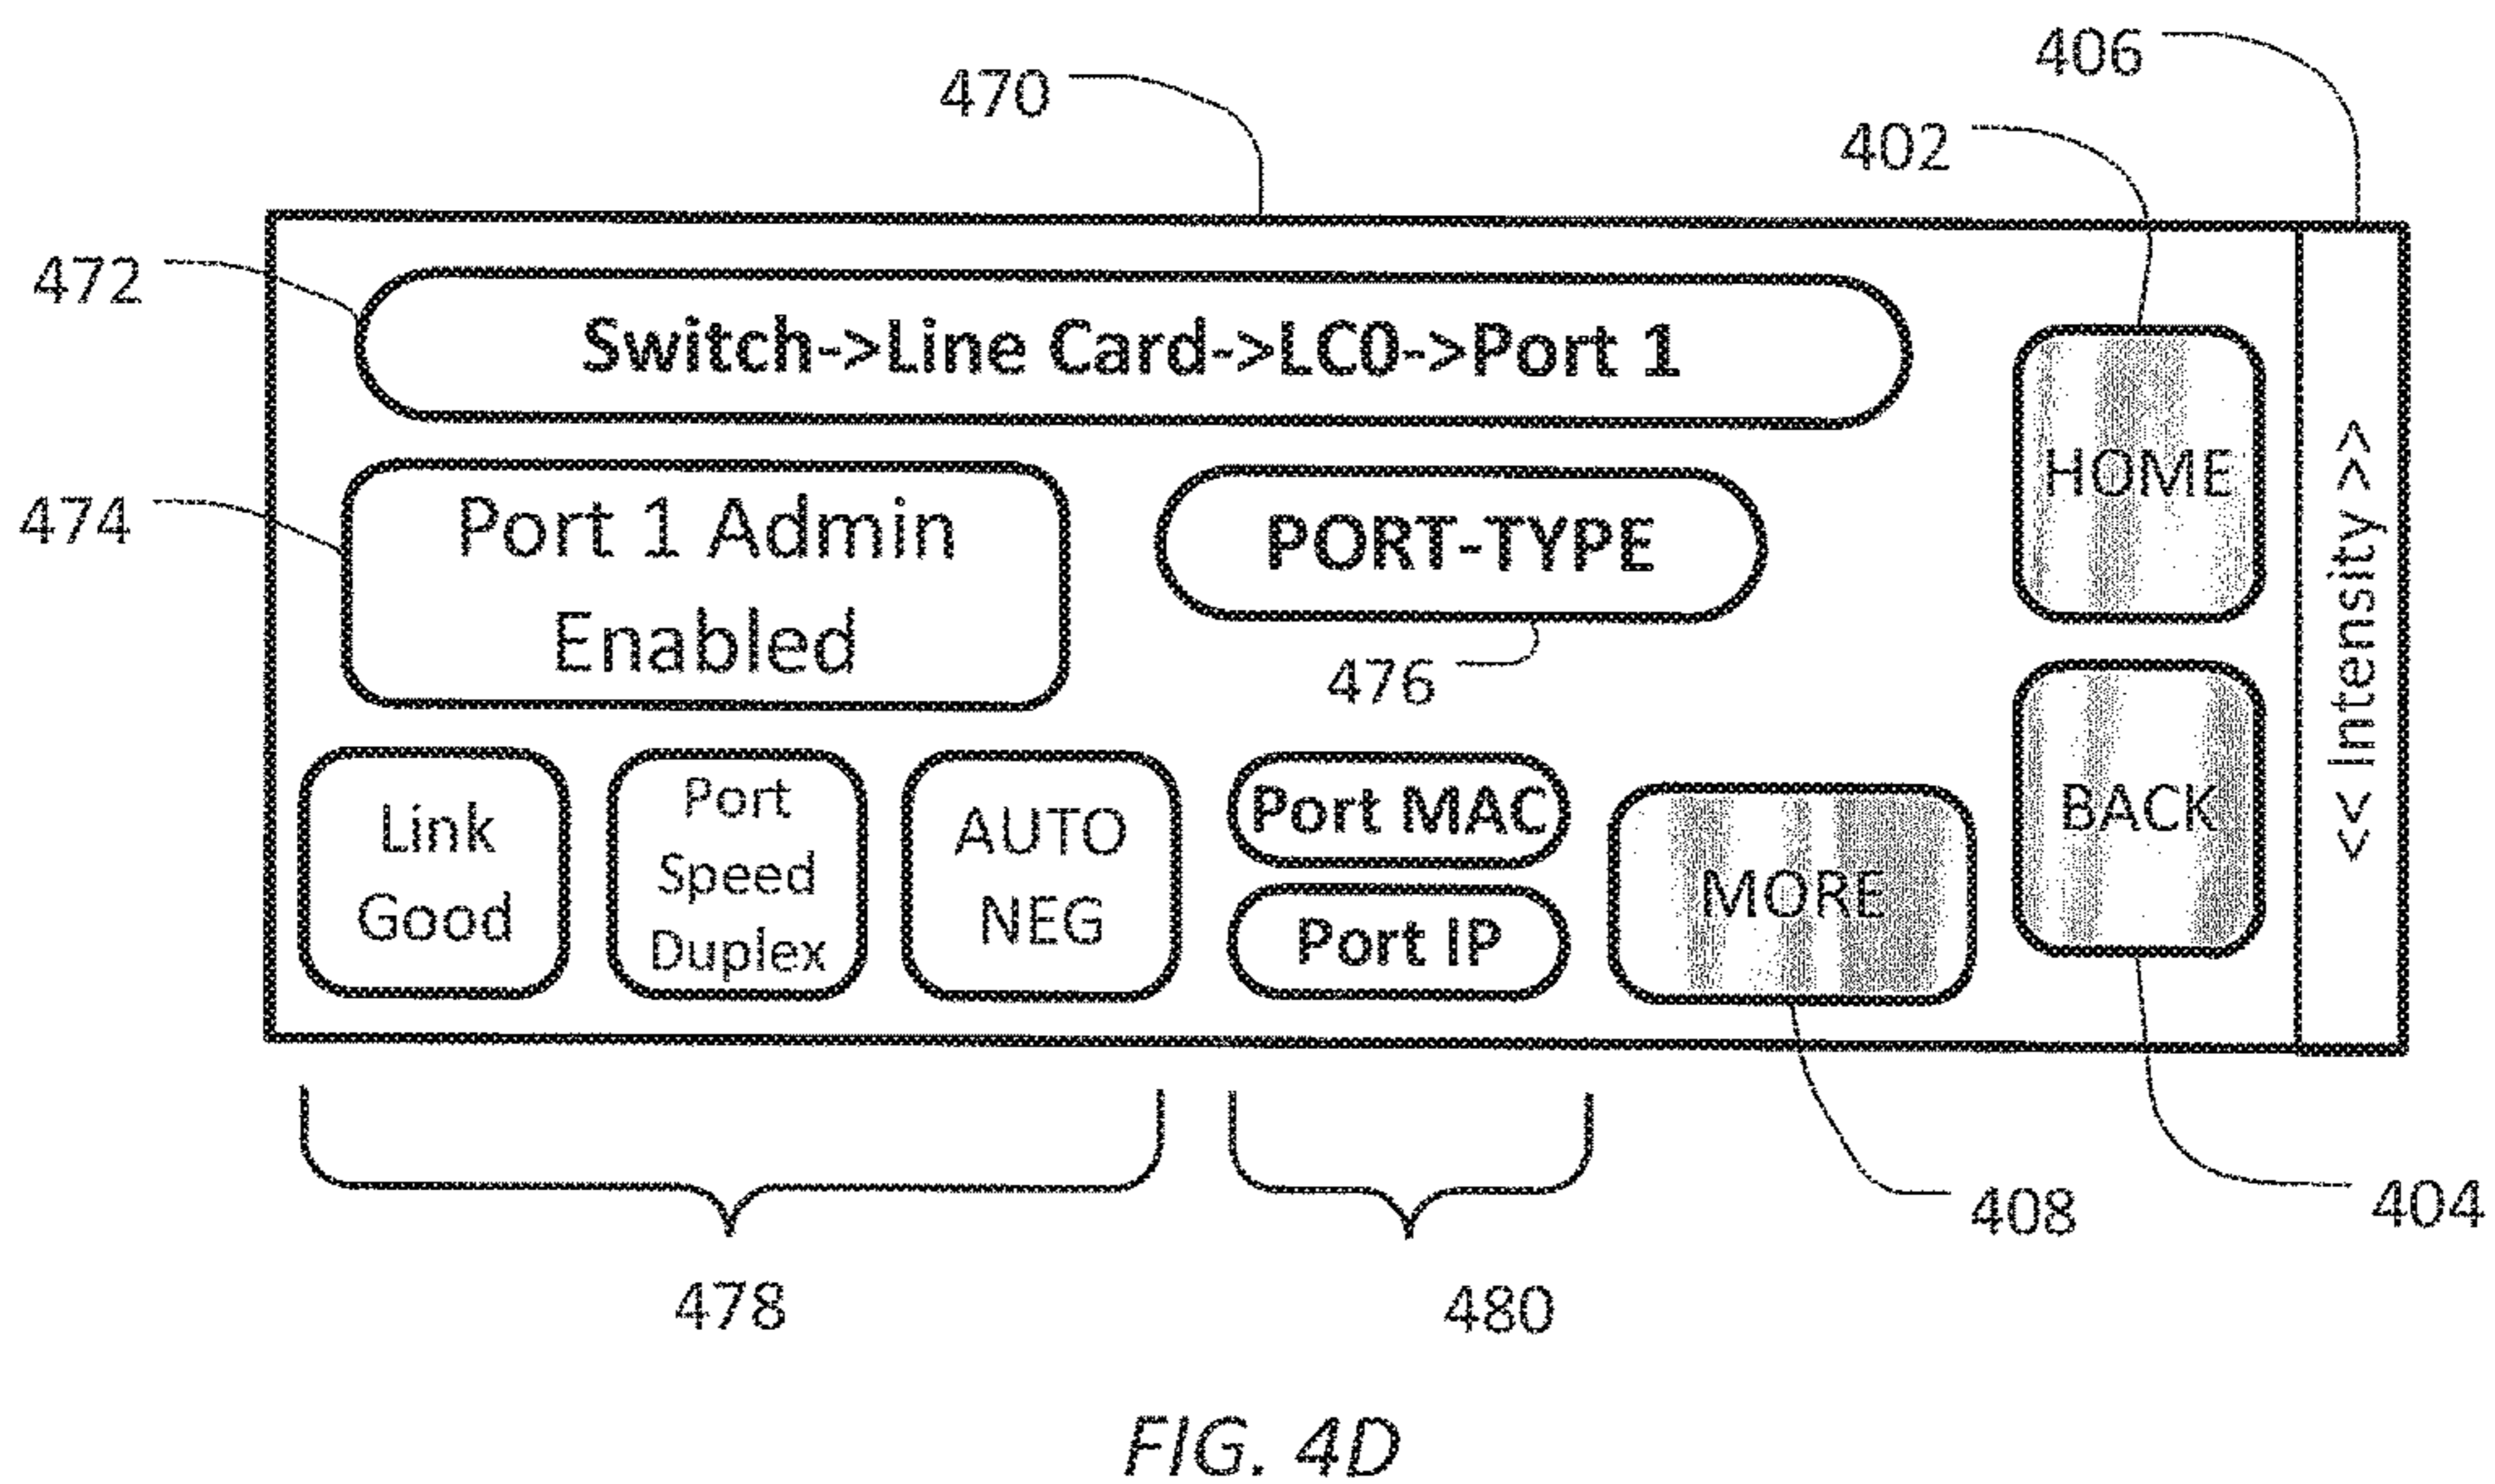 406
470
402
472
Switch->Line Card->LC0->Port 1
HOME
474
Port 1 Admin
Enabled
PORT-TYPE
476
<< Intensity >>
Link
Good
Port
Speed
Duplex
AUTO
NEG
Port MAC
Port IP
MORE
BACK
408
404
478
480
FIG. 4D